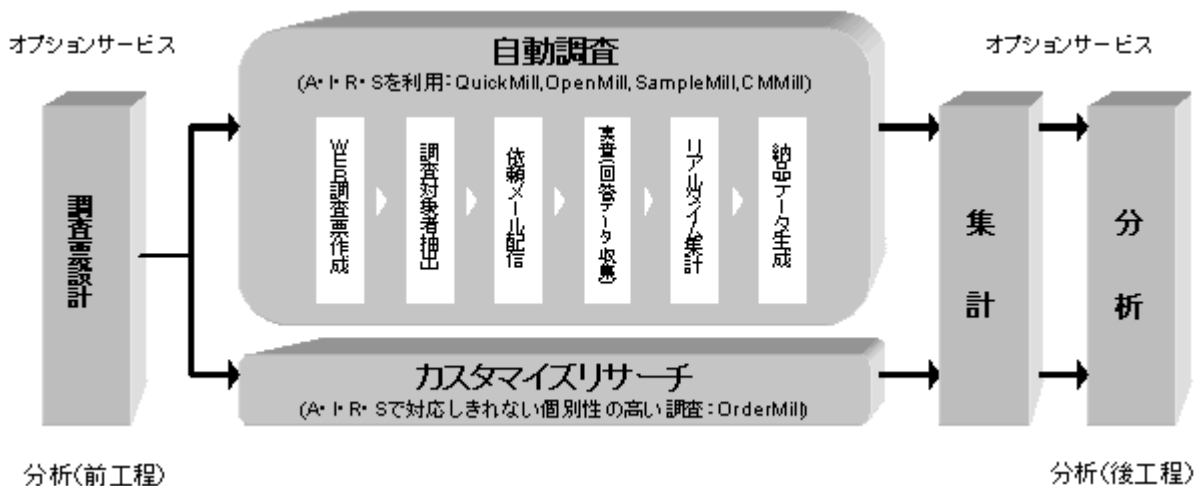 オプションサービス
調査票設計
分析(前工程)
自動調査
(A・I・R・Sを利用：QuickMill,OpenMill,SampleMill,CMMill)
WEB調査票作成
調査対象者抽出
依頼メール配信
実査(回答データ収集)
リアルタイム集計
納品データ生成
カスタマイズリサーチ
(A・I・R・Sで対応しきれない個別性の高い調査：OrderMill)
オプションサービス
集計
分析
分析(後工程)